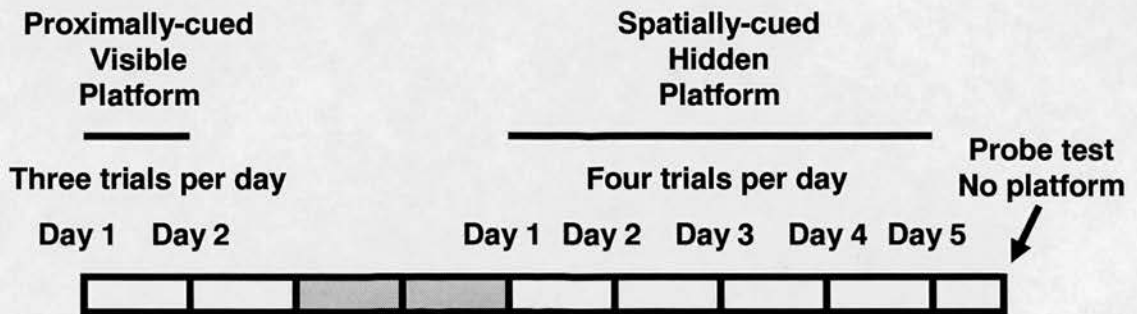 Proximally-cued
Visible
Platform
Spatially-cued
Hidden
Platform
Three trials per day
Four trials per day
Probe test
No platform
Day 1 Day 2
Day 1 Day 2 Day 3 Day 4 Day 5